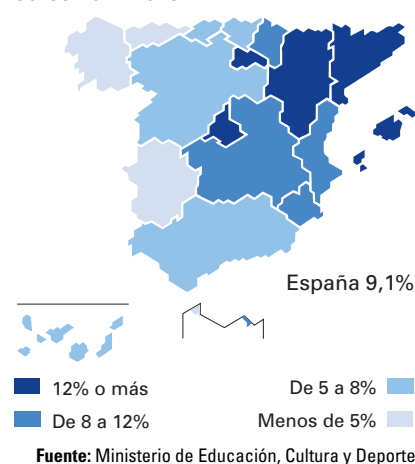 España 9,1%
12% o más
De 5 a 8%
De 8 a 12%
Menos de 5%
Fuente: Ministerio de Educación, Cultura y Deporte